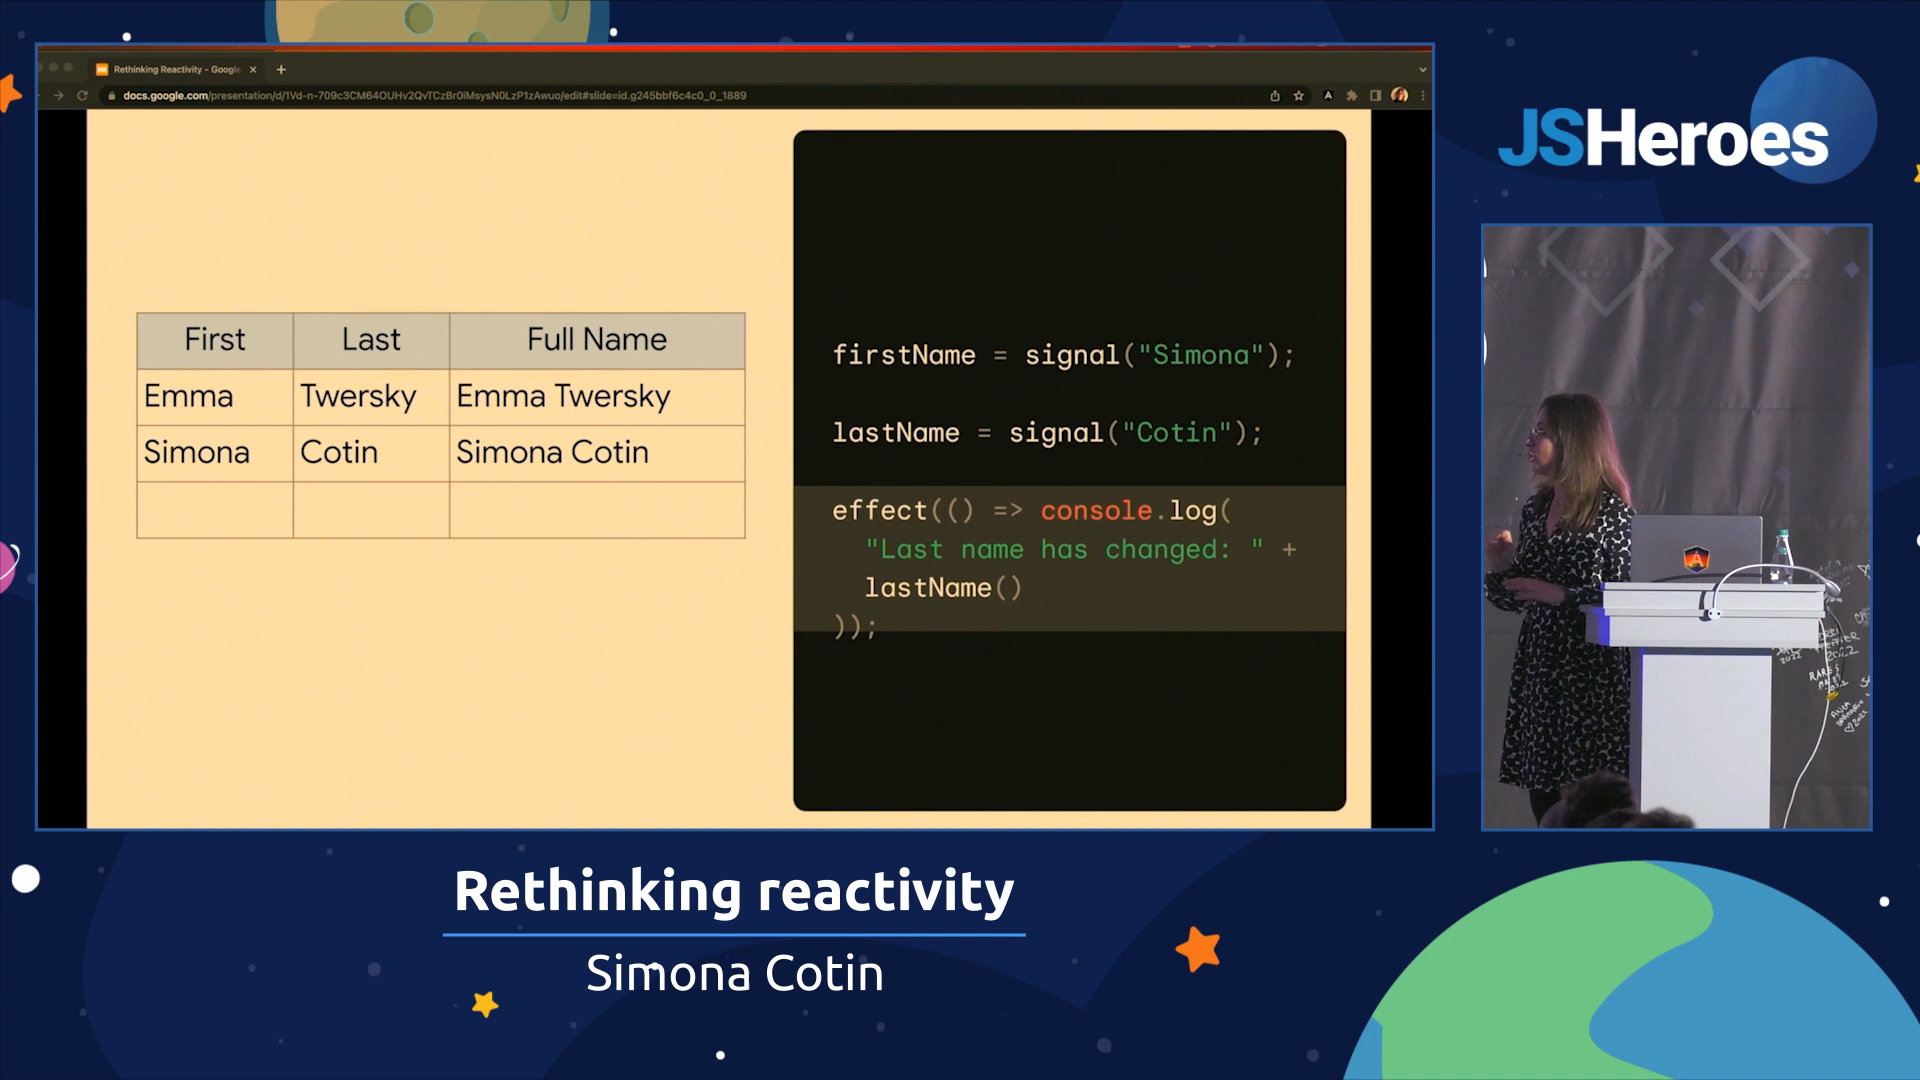 Rethinking Reactivity - Google
docs.google.com/presentation/d/1Vd-n-709c3CM64OUHv2QvTCzBr0iMsysN0LzP1zAwuo/edit#slide=id.g245bbf6c4c0_0_1889
First Last Full Name
Emma Twersky Emma Twersky
Simona Cotin Simona Cotin
firstName = signal("Simona");
lastName = signal("Cotin");
effect(() => console.log(
"Last name has changed: " +
lastName()
));
JSHeroes
A
2022
RARES
Rethinking reactivity
Simona Cotin